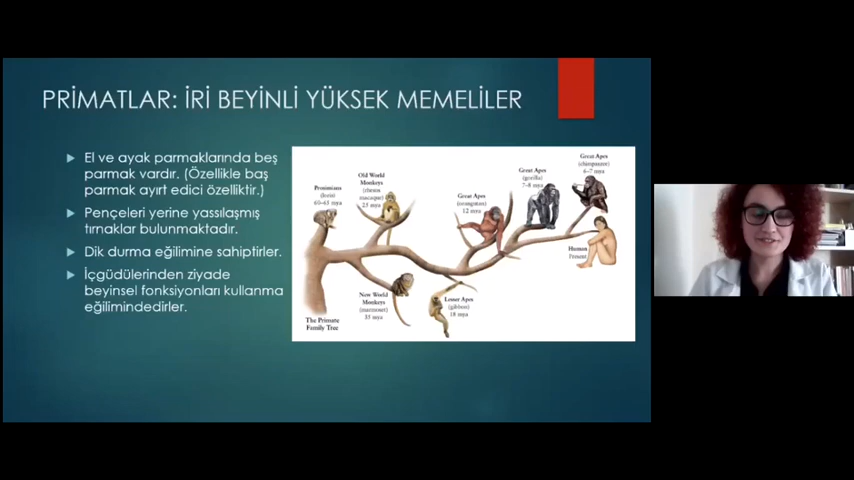 PRİMATLAR: İRİ BEYİNLİ YÜKSEK MEMELİLER
El ve ayak parmaklarında beş
parmak vardır. (Özellikle baş
parmak ayırt edici özelliktir.)
Pençeleri yerine yassılaşmış
tırnaklar bulunmaktadır.
Dik durma eğilimine sahiptirler.
İçgüdülerinden ziyade
beyinsel fonksiyonları kullanma
eğilimindedirler.
Prosimians
(loris)
60-65 mya
Old World
Monkeys
(rhesus
macaque)
25 mya
Great Apes
(orangutan)
12 mya
Great Apes
(gorilla)
7-8 mya
Great Apes
(chimpanzee)
6-7 mya
Human
Present
New World
Monkeys
(marmoset)
35 mya
Lesser Apes
(gibbon)
18 mya
The Primate
Family Tree